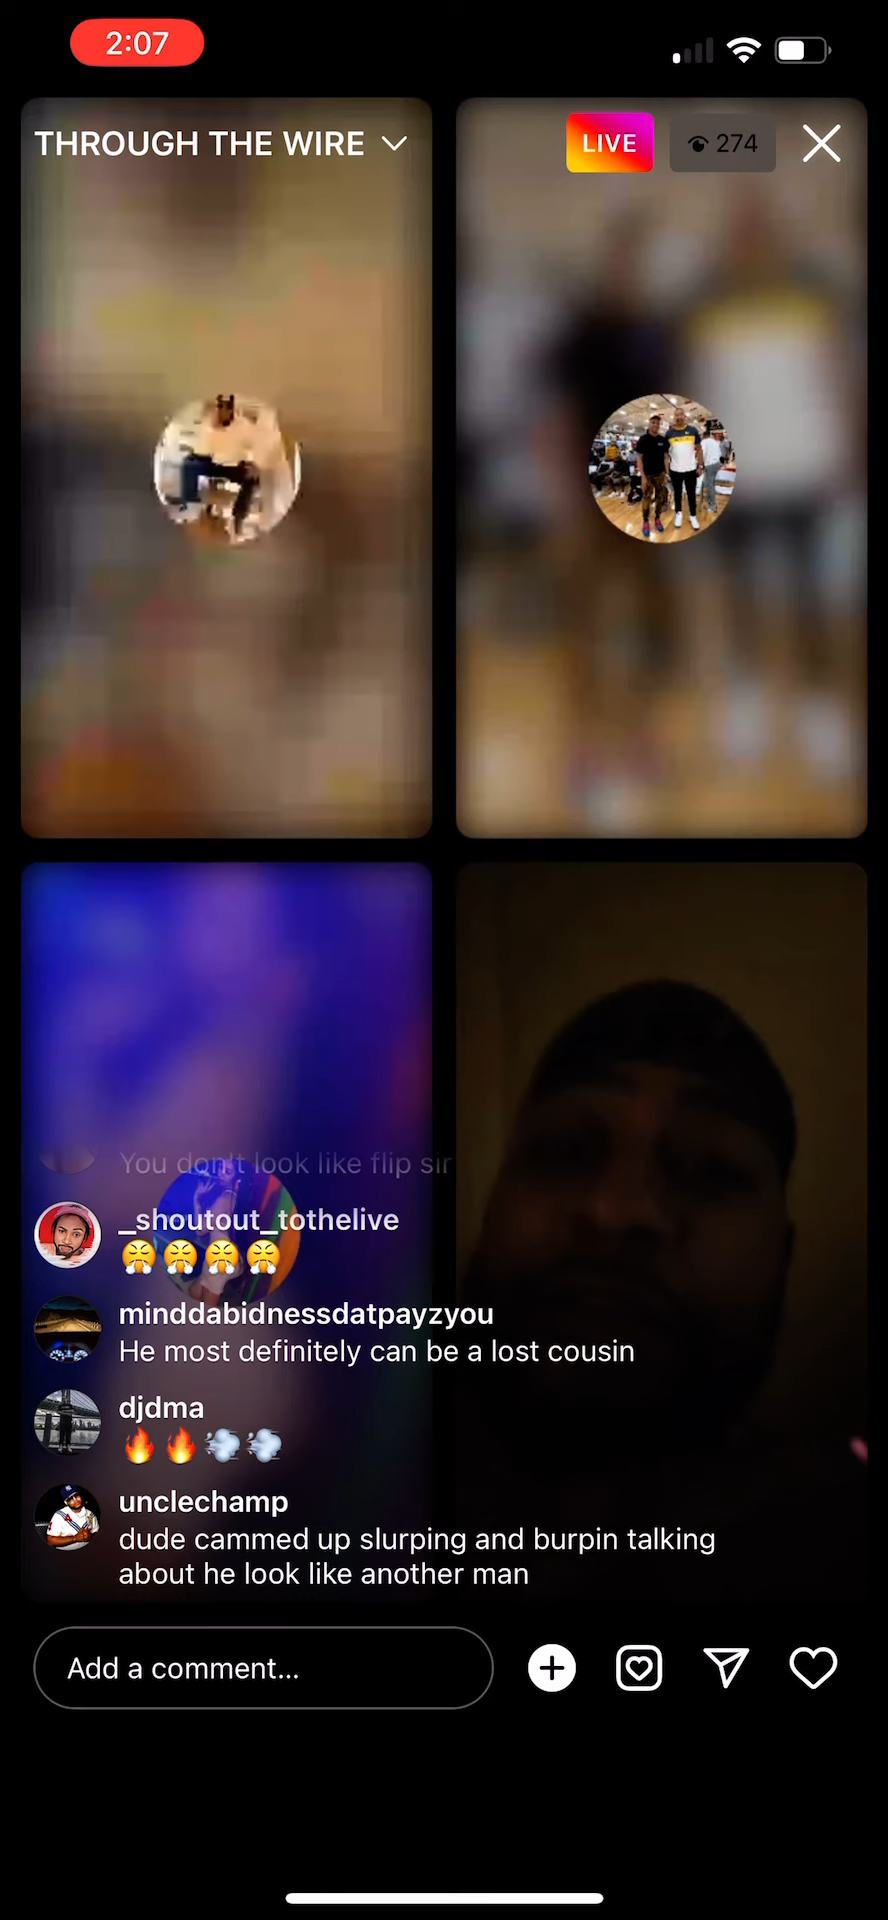 2:07
THROUGH THE WIRE
LIVE
274
You don't look like flip sir
_shoutout_tothelive
😤😤😤😤
minddabidnessdatpayzyou
He most definitely can be a lost cousin
djdma
🔥🔥💨💨
unclechamp
dude cammed up slurping and burpin talking
about he look like another man
Add a comment...